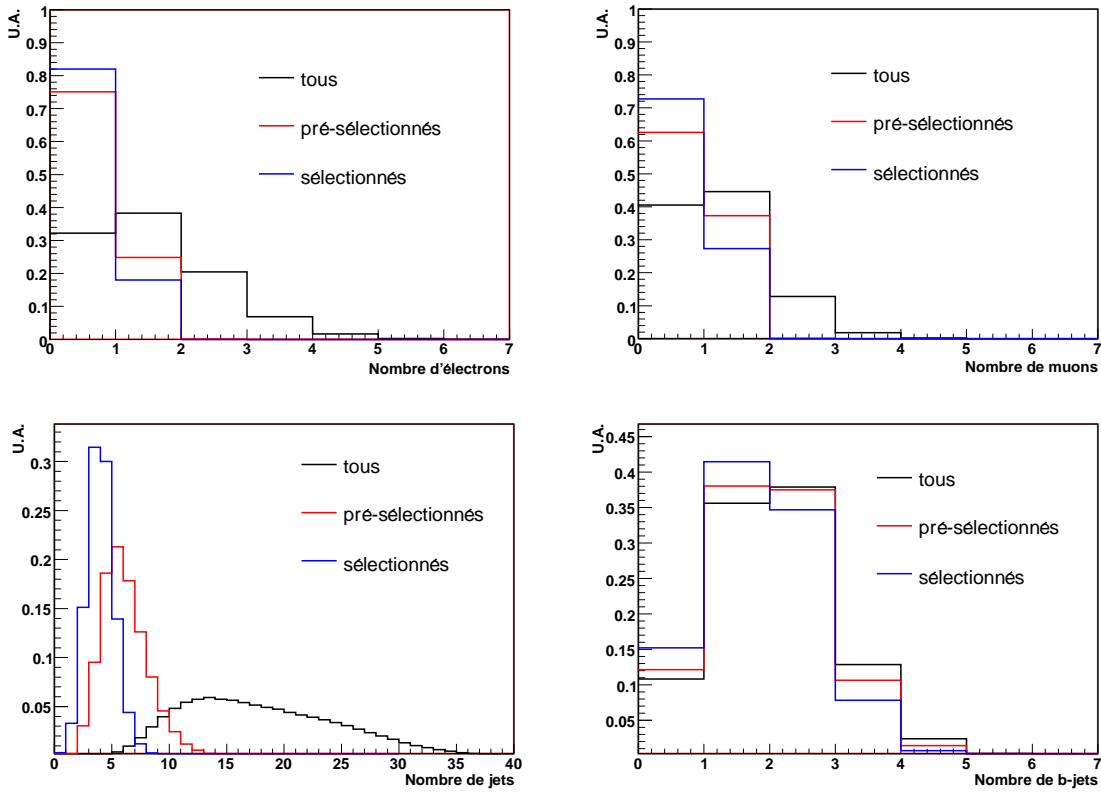 U.A.
1
0.9
0.8
0.7
0.6
0.5
0.4
0.3
0.2
0.1
0
tous
pré-sélectionnés
sélectionnés
0 1 2 3 4 5 6 7
Nombre d'électrons
U.A.
1
0.9
0.8
0.7
0.6
0.5
0.4
0.3
0.2
0.1
0
tous
pré-sélectionnés
sélectionnés
0 1 2 3 4 5 6 7
Nombre de muons
U.A.
0.3
0.25
0.2
0.15
0.1
0.05
tous
pré-sélectionnés
sélectionnés
0 5 10 15 20 25 30 35 40
Nombre de jets
U.A.
0.45
0.4
0.35
0.3
0.25
0.2
0.15
0.1
0.05
tous
pré-sélectionnés
sélectionnés
0 1 2 3 4 5 6 7
Nombre de b-jets